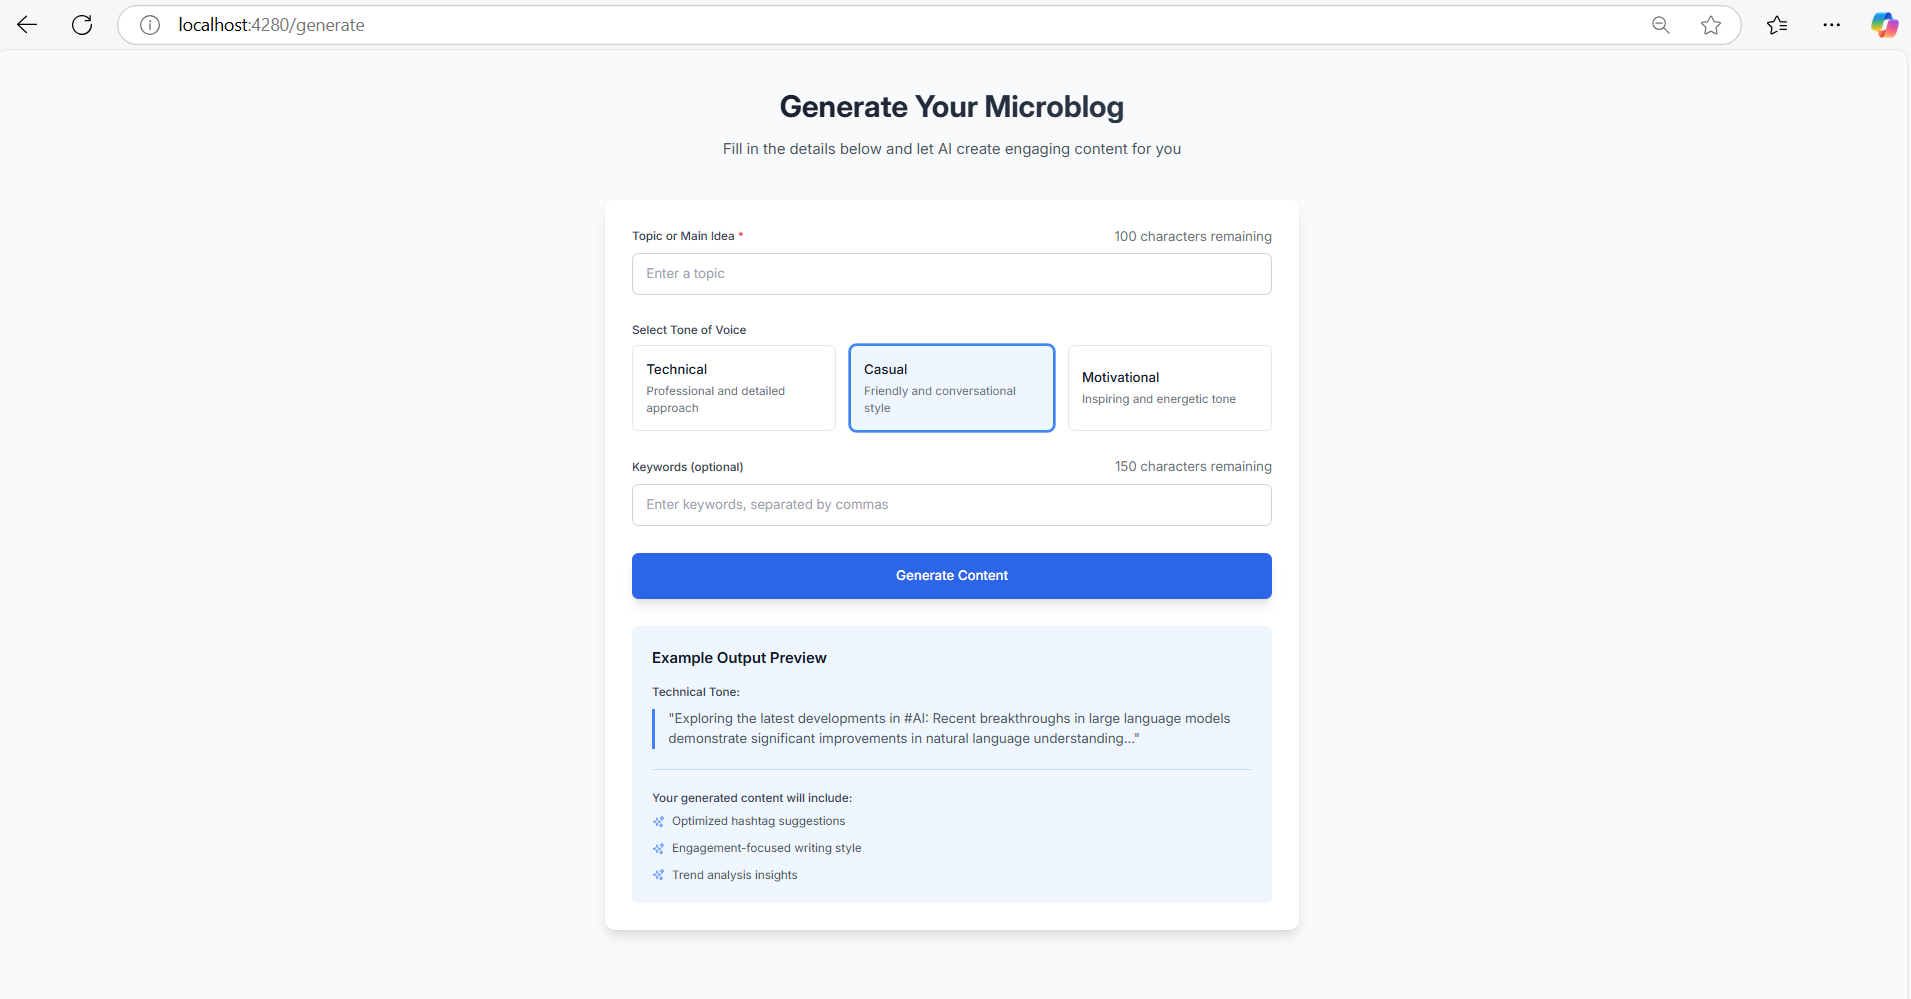 localhost:4280/generate
Generate Your Microblog
Fill in the details below and let AI create engaging content for you
Topic or Main Idea *
100 characters remaining
Enter a topic
Select Tone of Voice
Technical
Professional and detailed
approach
Casual
Friendly and conversational
style
Motivational
Inspiring and energetic tone
Keywords (optional)
150 characters remaining
Enter keywords, separated by commas
Generate Content
Example Output Preview
Technical Tone:
"Exploring the latest developments in #AI: Recent breakthroughs in large language models
demonstrate significant improvements in natural language understanding..."
Your generated content will include:
Optimized hashtag suggestions
Engagement-focused writing style
Trend analysis insights